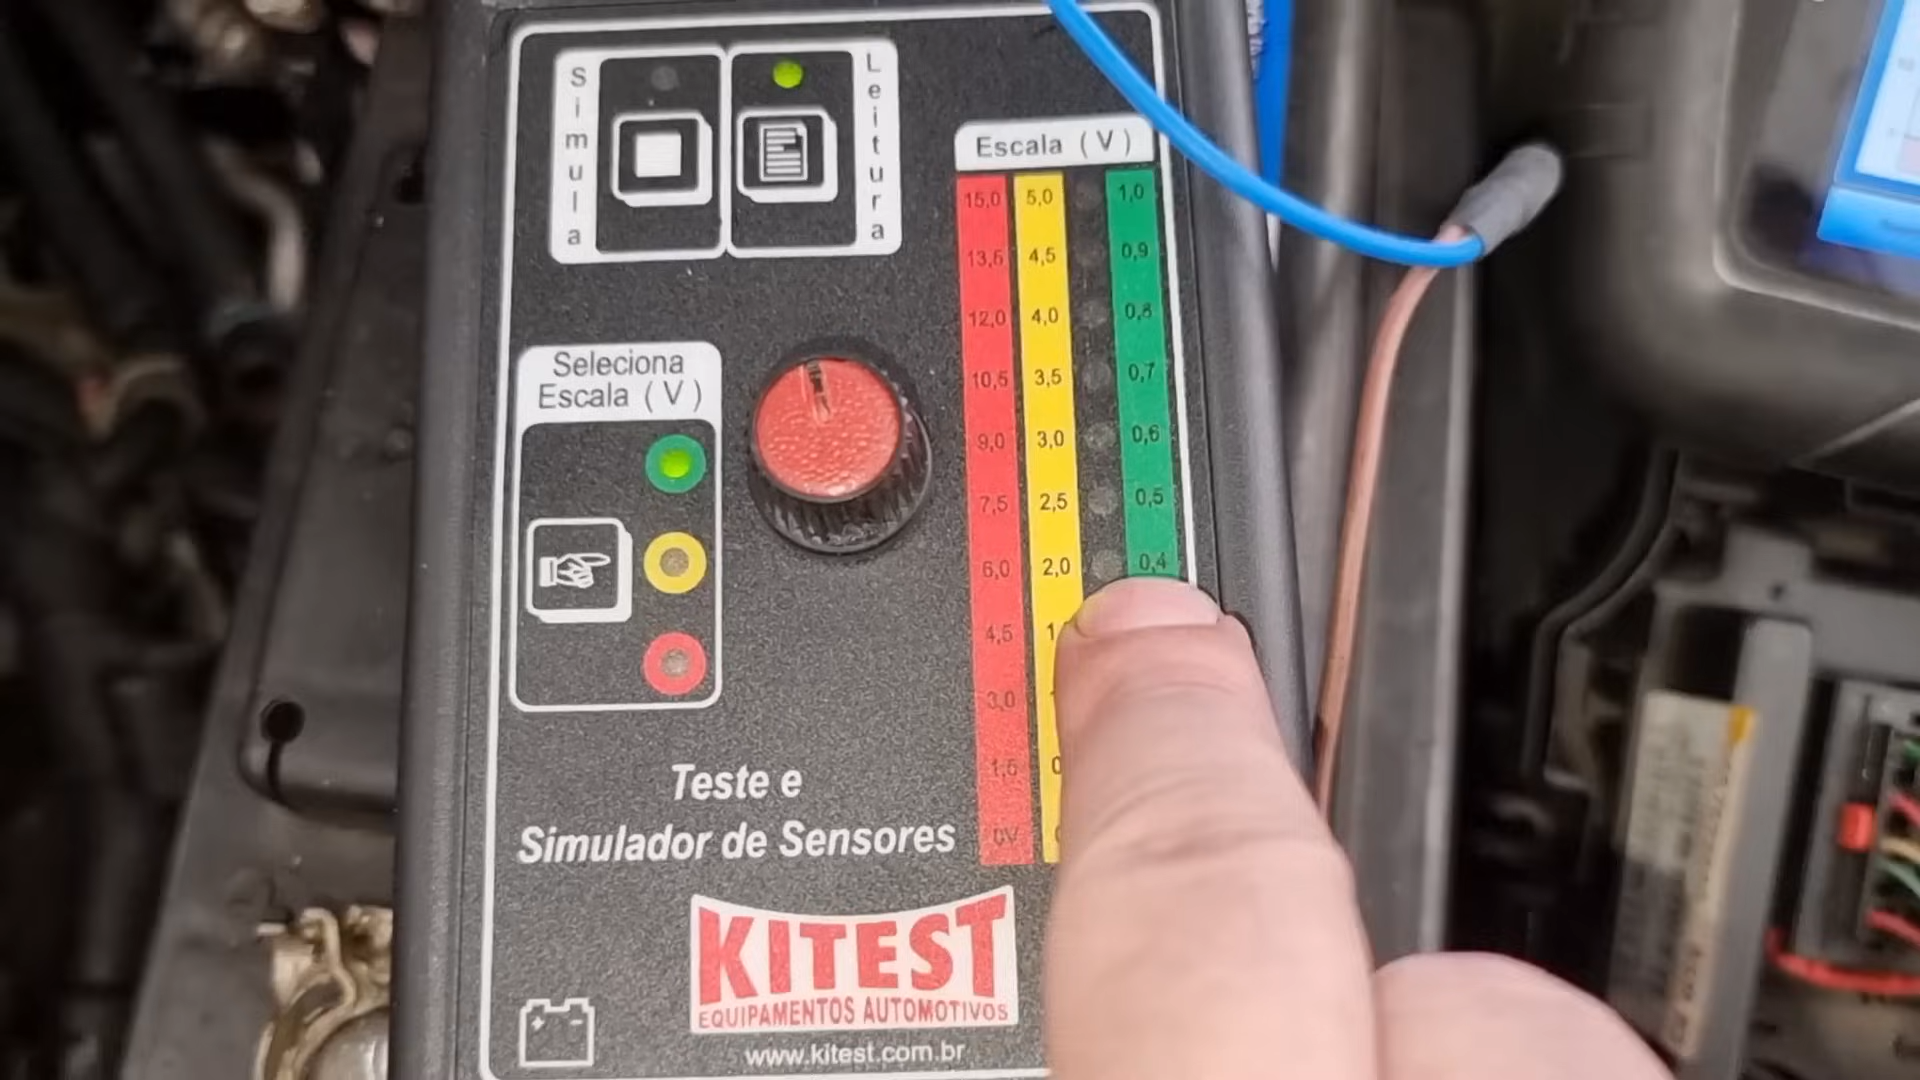 Simula
Leitura
Escala ( V )
15,0 5,0 1,0
13,5 4,5 0,9
12,0 4,0 0,8
10,5 3,5 0,7
9,0 3,0 0,6
7,5 2,5 0,5
6,0 2,0 0,4
4,5
3,0
1,5
0V
Seleciona
Escala ( V )
Teste e
Simulador de Sensores
KITEST
EQUIPAMENTOS AUTOMOTIVOS
www.kitest.com.br